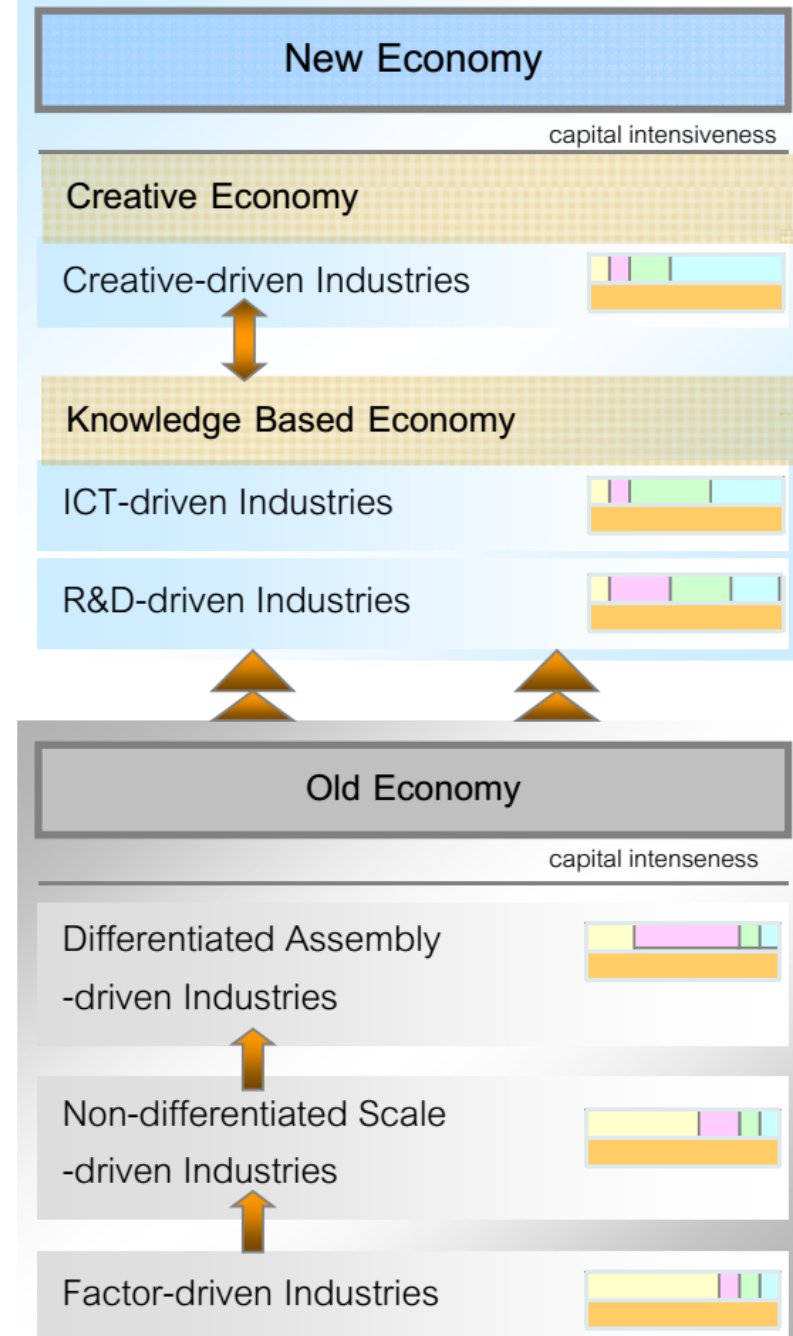 New Economy
capital intensiveness
Creative Economy
Creative-driven Industries
Knowledge Based Economy
ICT-driven Industries
R&D-driven Industries
Old Economy
capital intenseness
Differentiated Assembly
-driven Industries
Non-differentiated Scale
-driven Industries
Factor-driven Industries